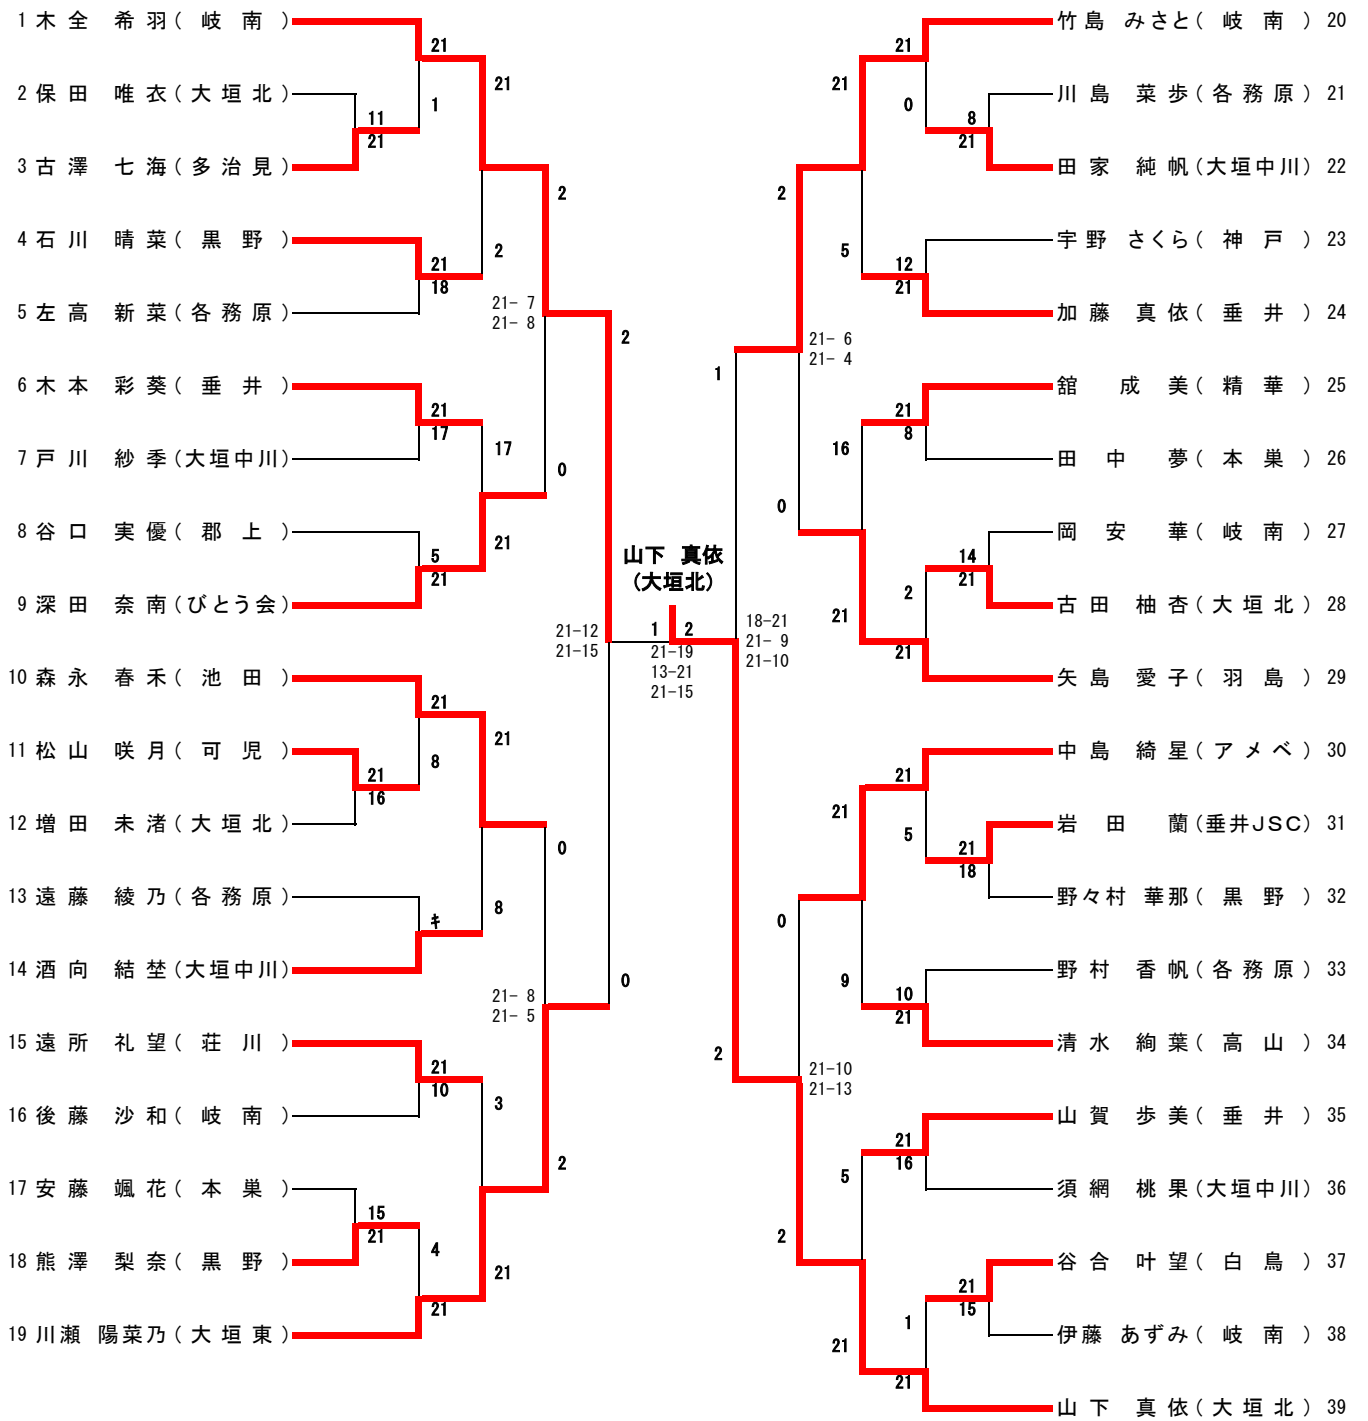 1 木全 希羽(岐南)
21
21
2 保田 唯衣(大垣北)
1
11
21
3 古澤 七海(多治見)
2
4 石川 晴菜(黒野)
2
21
18
5 左高 新菜(各務原)
21- 7
21- 8
2
6 木本 彩葵(垂井)
21
17
17
7 戸川 紗季(大垣中川)
0
8 谷口 実優(郡上)
21
5
21
9 深田 奈南(びとう会)
21-12
21-15
10 森永 春禾(池田)
21
21
11 松山 咲月(可児)
8
21
16
12 増田 未渚(大垣北)
0
13 遠藤 綾乃(各務原)
8
キ
14 酒向 結埜(大垣中川)
0
21- 8
21- 5
15 遠所 礼望(荘川)
21
10
3
16 後藤 沙和(岐南)
2
17 安藤 颯花(本巣)
15
21
4
18 熊澤 梨奈(黒野)
21
21
19 川瀬 陽菜乃(大垣東)
山下 真依
(大垣北)
1 2
21-19
13-21
21-15
竹島 みさと(岐南) 20
21
21
川島 菜歩(各務原) 21
0
8
21
田家 純帆(大垣中川) 22
2
宇野 さくら(神戸) 23
5
12
21
加藤 真依(垂井) 24
21- 6
21- 4
1
舘 成美(精華) 25
21
8
16
田中 夢(本巣) 26
0
岡安 華(岐南) 27
14
21
2
古田 柚杏(大垣北) 28
21
21
18-21
21- 9
21-10
矢島 愛子(羽島) 29
中島 綺星(アメベ) 30
21
21
岩田 蘭(垂井JSC) 31
5
21
18
野々村 華那(黒野) 32
0
野村 香帆(各務原) 33
9
10
21
清水 絢葉(高山) 34
2
21-10
21-13
山賀 歩美(垂井) 35
21
16
5
須網 桃果(大垣中川) 36
2
谷合 叶望(白鳥) 37
21
15
1
伊藤 あずみ(岐南) 38
21
21
山下 真依(大垣北) 39